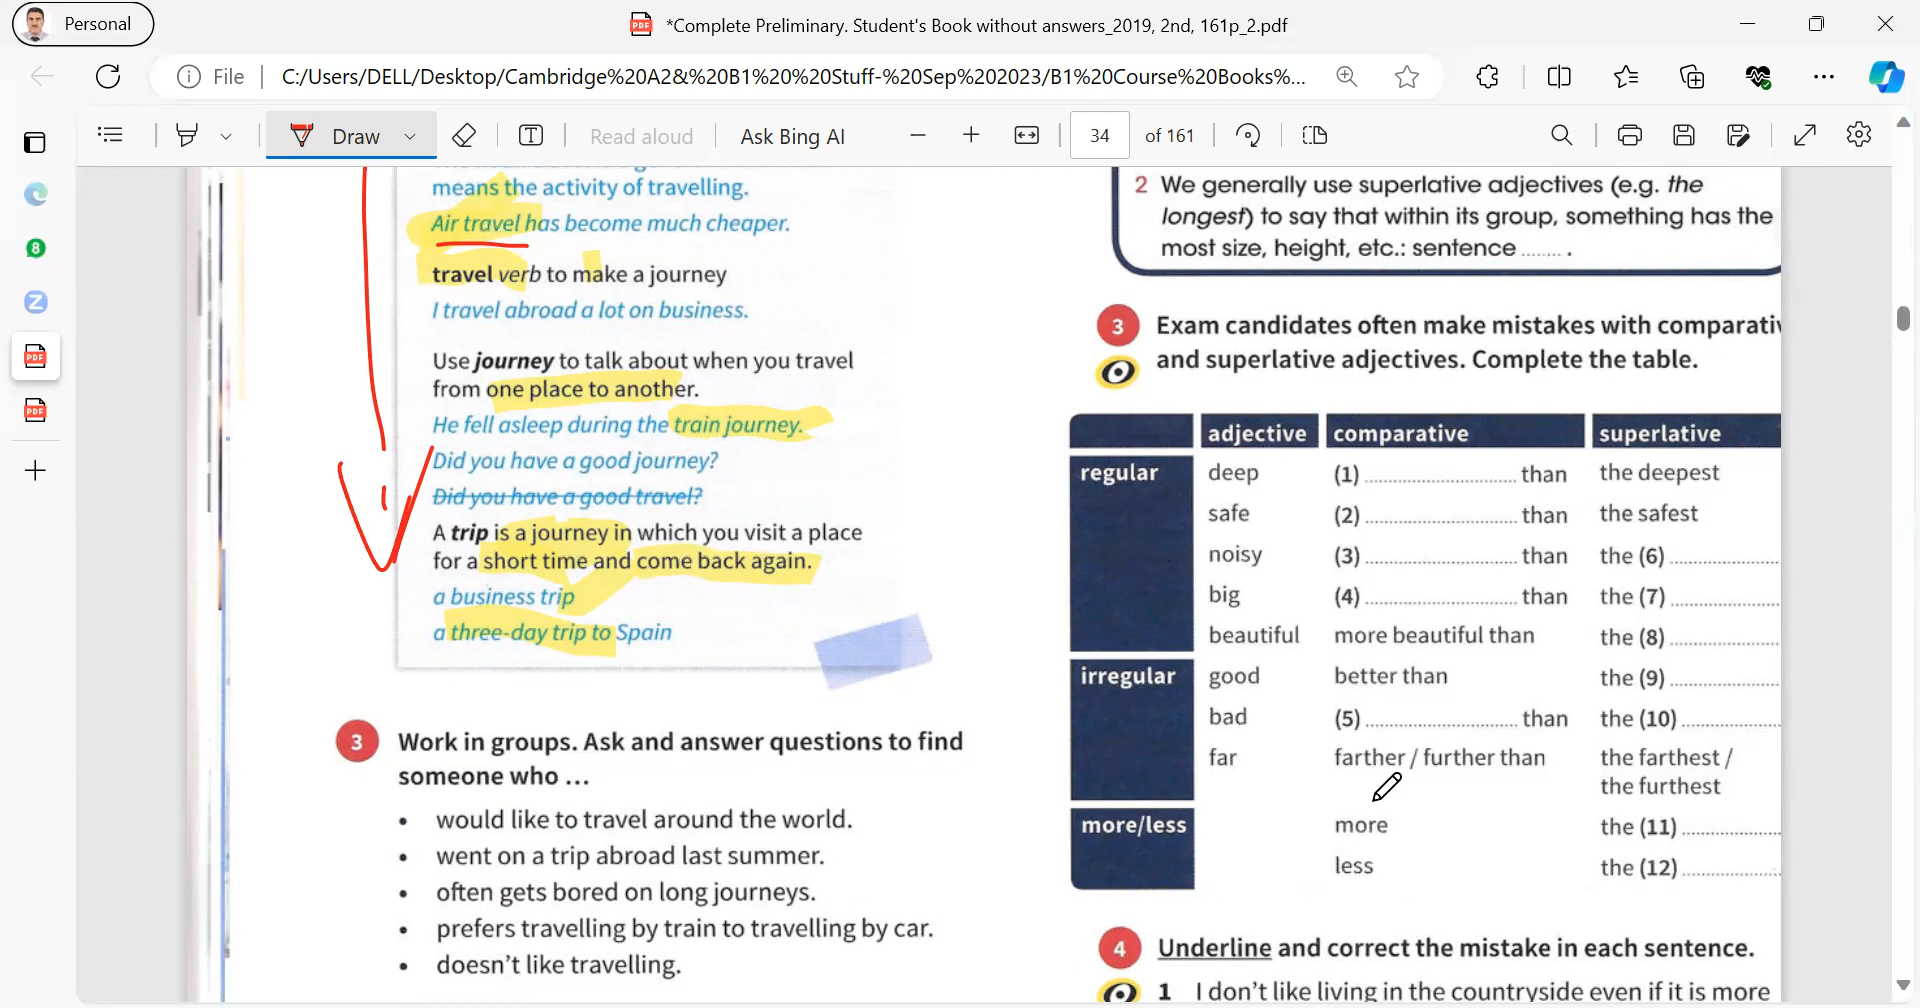 Personal
*Complete Preliminary. Student's Book without answers_2019, 2nd, 161p_2.pdf
File
C:/Users/DELL/Desktop/Cambridge%20A2&%20B1%20%20Stuff-%20Sep%202023/B1%20Course%20Books%...
Draw
Read aloud
Ask Bing AI
34
of 161
means the activity of travelling.
Air travel has become much cheaper.
travel verb to make a journey
I travel abroad a lot on business.
Use journey to talk about when you travel
from one place to another.
He fell asleep during the train journey.
Did you have a good journey?
Did you have a good travel?
A trip is a journey in which you visit a place
for a short time and come back again.
a business trip
a three-day trip to Spain
3 Work in groups. Ask and answer questions to find
someone who ...
• would like to travel around the world.
• went on a trip abroad last summer.
• often gets bored on long journeys.
• prefers travelling by train to travelling by car.
• doesn't like travelling.
2 We generally use superlative adjectives (e.g. the
longest) to say that within its group, something has the
most size, height, etc.: sentence ........ .
3 Exam candidates often make mistakes with comparati
and superlative adjectives. Complete the table.
adjective comparative superlative
regular deep (1) .............................. than the deepest
safe (2) .............................. than the safest
noisy (3) .............................. than the (6) ......................
big (4) .............................. than the (7) ......................
beautiful more beautiful than the (8) ......................
irregular good better than the (9) ......................
bad (5) .............................. than the (10) ....................
far farther / further than the farthest /
the furthest
more/less more the (11) ....................
less the (12) ....................
4 Underline and correct the mistake in each sentence.
1 I don't like living in the countryside even if it is more